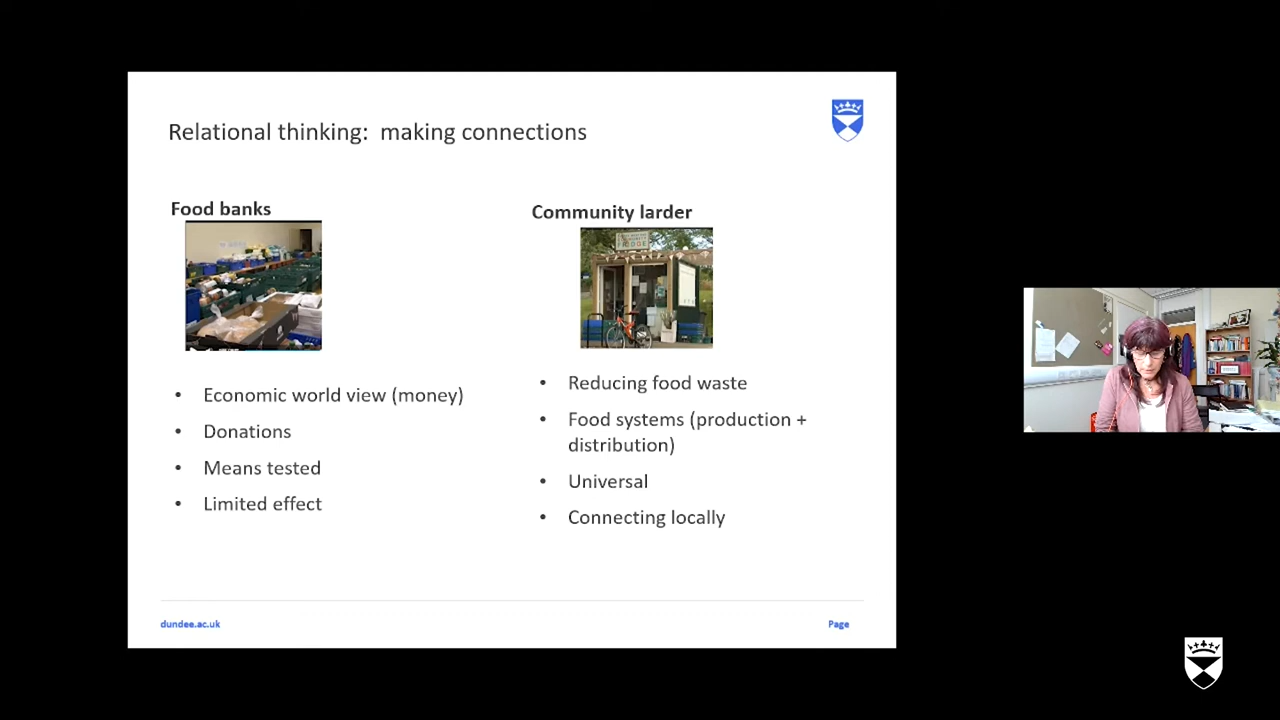 Relational thinking: making connections
Food banks
Economic world view (money)
Donations
Means tested
Limited effect
Community larder
Reducing food waste
Food systems (production +
distribution)
Universal
Connecting locally
dundee.ac.uk
Page